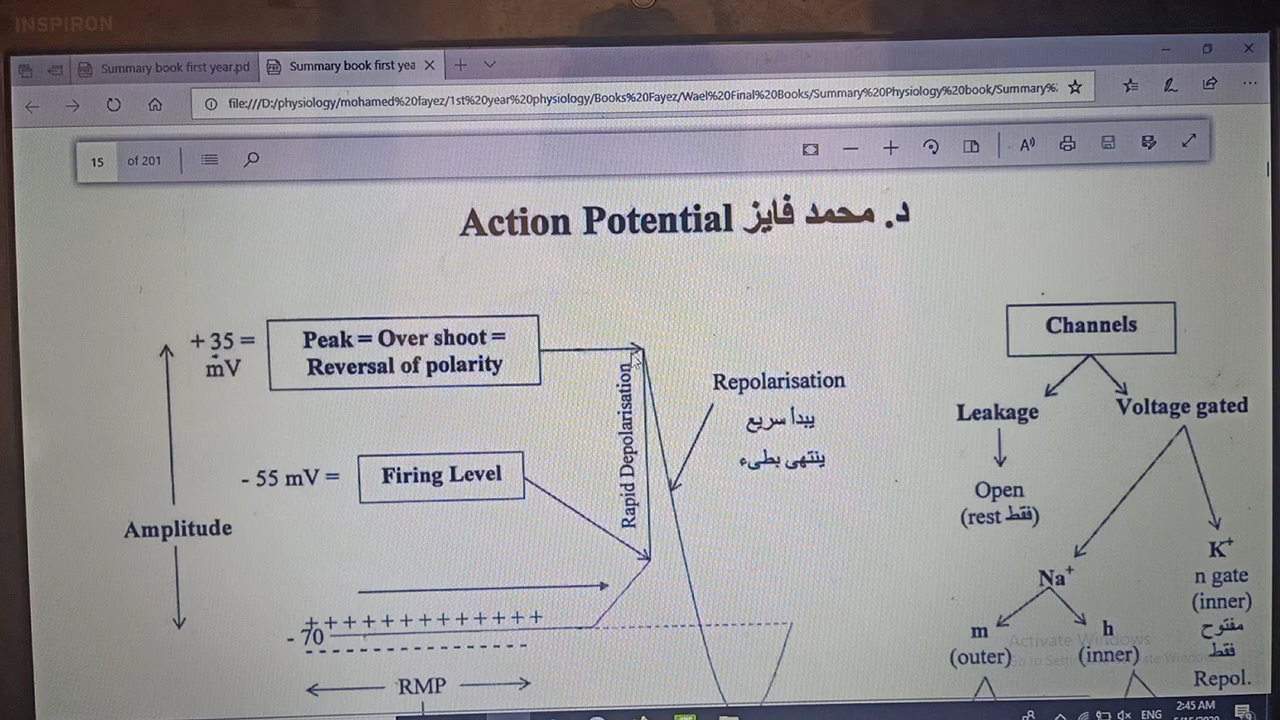 INSPIRON
Summary book first year.pd
Summary book first yea
file:///D:/physiology/mohamed%20fayez/1st%20year%20physiology/Books%20Fayez/Wael%20Final%20Books/Summary%20Physiology%20book/Summary%
15 of 201
Action Potential د. محمد فايز
+ 35 =
mV
Peak = Over shoot =
Reversal of polarity
Rapid Depolarisation
Repolarisation
يبدأ سريع
ينتهى بطىء
- 55 mV =
Firing Level
Amplitude
+ + + + + + + + + + + + +
- 70
RMP
Channels
Leakage
Voltage gated
Open
(rest فقط)
Na+
K+
n gate
(inner)
مفتوح
فقط
Repol.
m
(outer)
h
(inner)
Activate Windows
ENG
2:45 AM